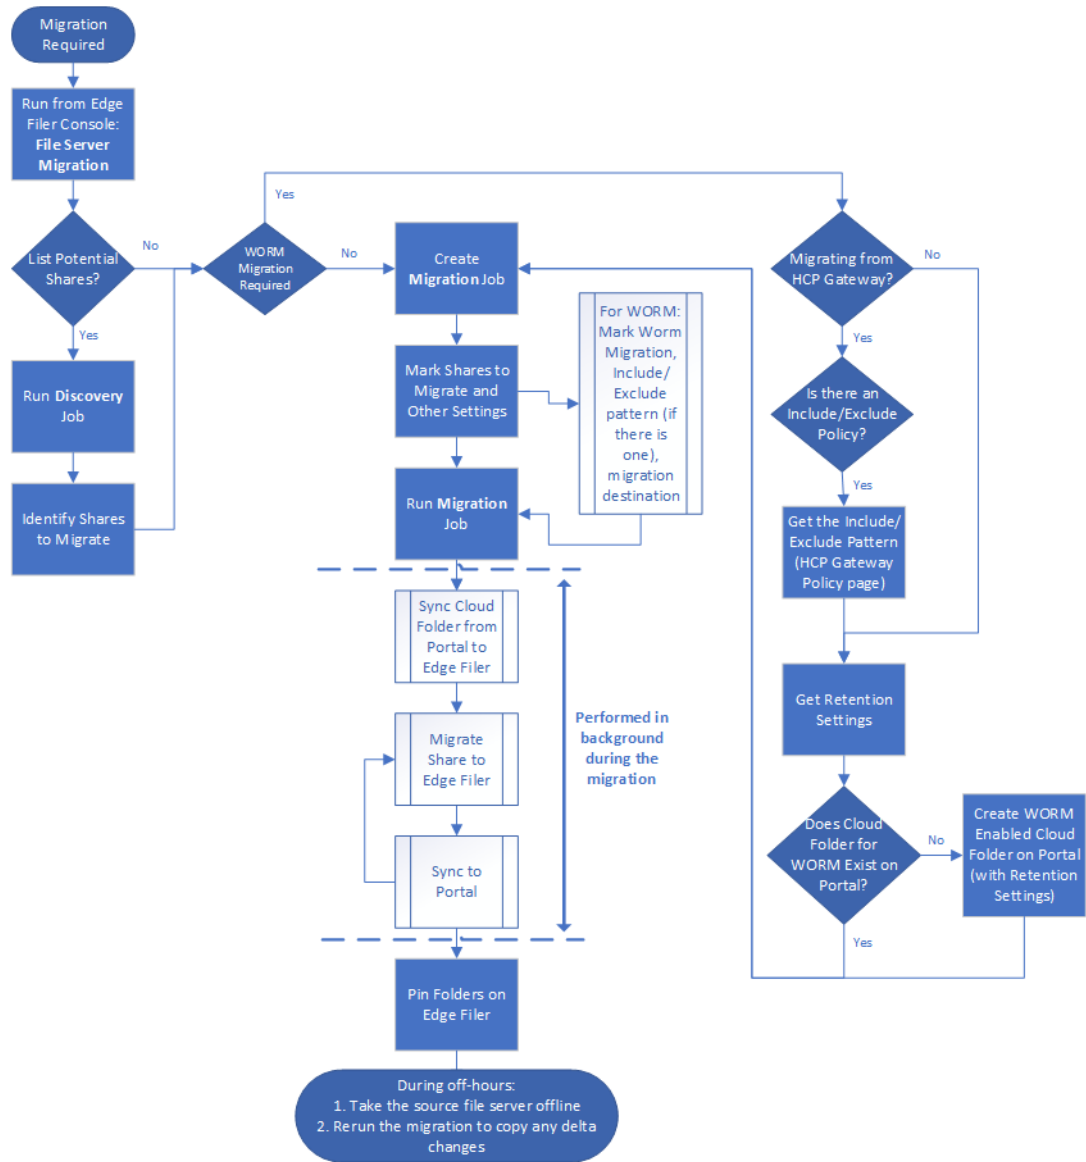 Migration
Required
Run from Edge
Filer Console:
File Server
Migration
List Potential
Shares?
No
Yes
Run Discovery
Job
Identify Shares
to Migrate
WORM
Migration
Required
Yes
No
Create
Migration Job
Mark Shares to
Migrate and
Other Settings
For WORM:
Mark Worm
Migration,
Include/
Exclude
pattern (if
there is
one),
migration
destination
Run Migration
Job
Sync Cloud
Folder from
Portal to
Edge Filer
Migrate
Share to
Edge Filer
Sync to
Portal
Performed in
background
during the
migration
Pin Folders on
Edge Filer
During off-hours:
1. Take the source file server offline
2. Rerun the migration to copy any delta
changes
Migrating from
HCP Gateway?
No
Yes
Is there an
Include/Exclude
Policy?
Yes
Get the Include/
Exclude Pattern
(HCP Gateway
Policy page)
Get Retention
Settings
Does Cloud
Folder for
WORM Exist on
Portal?
No
Yes
Create WORM
Enabled Cloud
Folder on Portal
(with Retention
Settings)